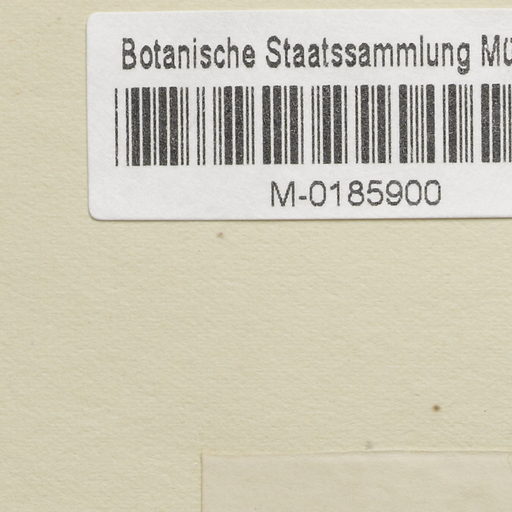 Botanische Staatssammlung Mü
M-0185900